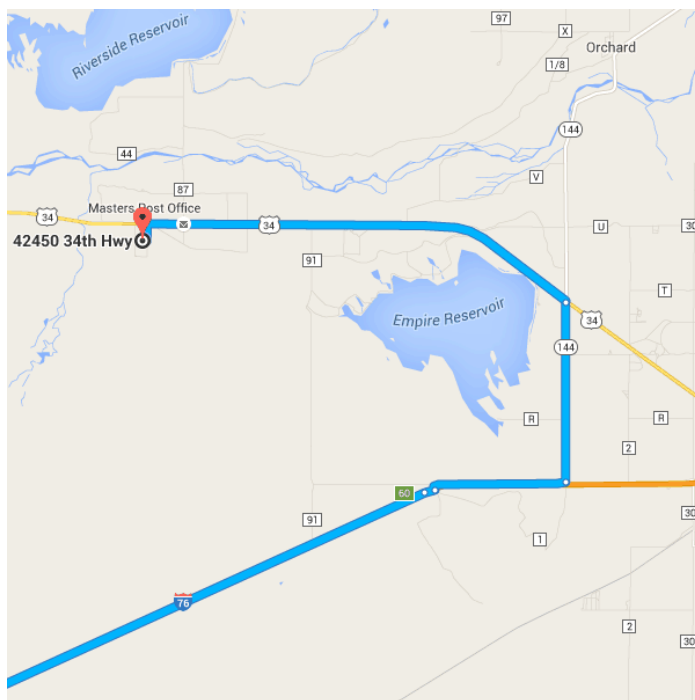 97
X
Orchard
Riverside Reservoir
1/8
144
44
V
87
Masters Post Office
34
34
U
30
42450 34th Hwy
91
T
Empire Reservoir
34
144
R
R
2
60
91
30
1
76
2
30